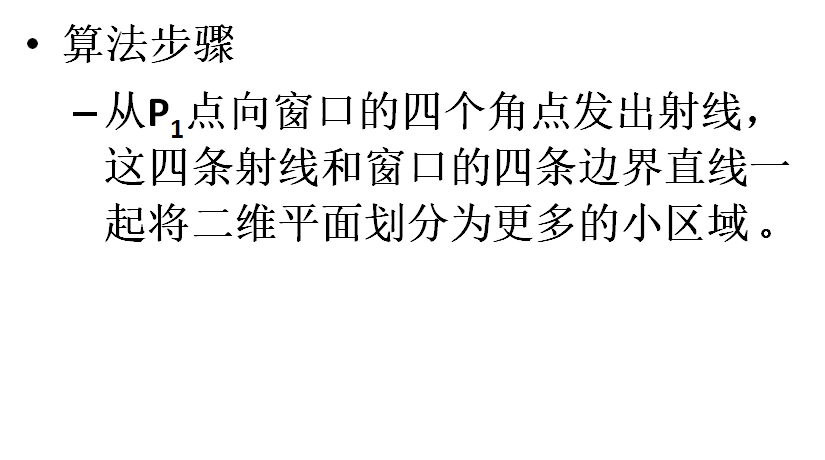 • 算法步骤
–从P₁点向窗口的四个角点发出射线，
这四条射线和窗口的四条边界直线一
起将二维平面划分为更多的小区域。